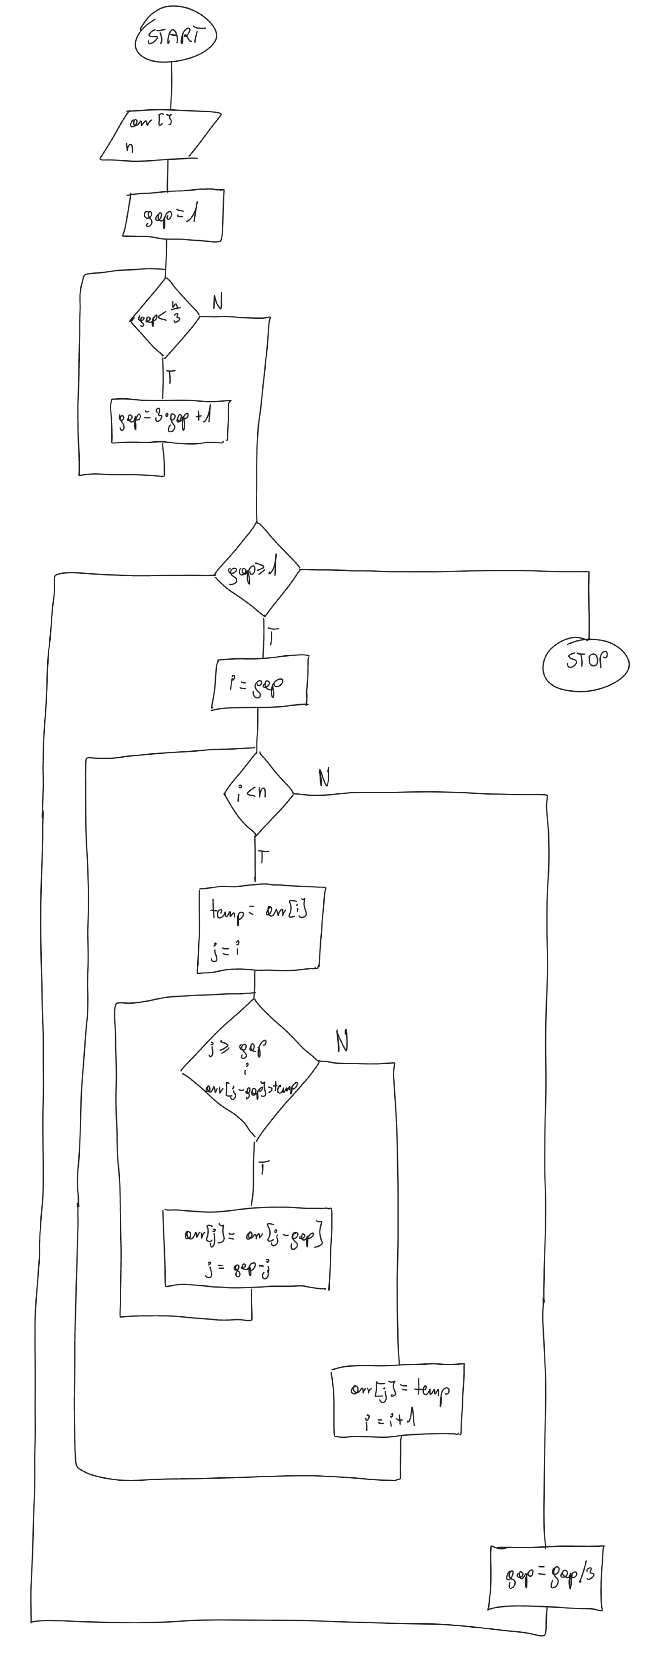 START
arr[]
n
gap=1
gap< n/3
N
T
gap=3·gap+1
gap≥1
T
STOP
i=gap
i<n
N
T
temp= arr[i]
j=i
j≥ gap
i
arr[j-gap]>temp
N
T
arr[j]= arr[j-gap]
j= gap-j
arr[j]=temp
i=i+1
gap=gap/3